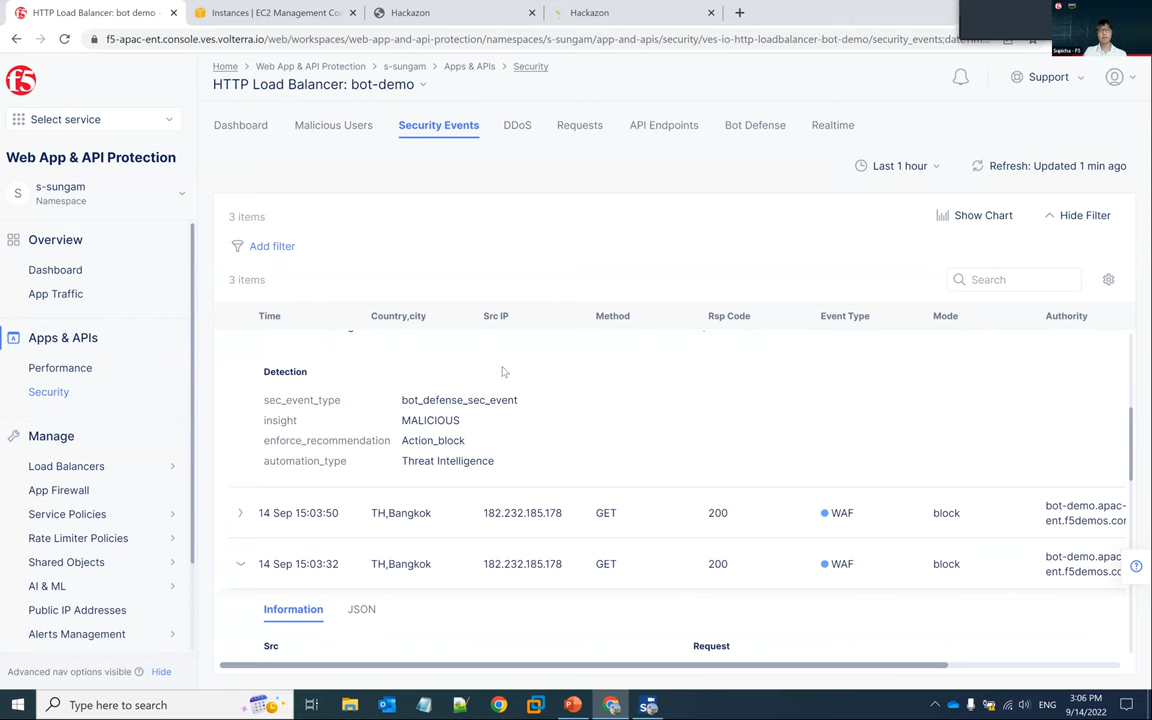 HTTP Load Balancer: bot demo -
Instances | EC2 Management Co
Hackazon
Hackazon
f5-apac-ent.console.ves.volterra.io/web/workspaces/web-app-and-api-protection/namespaces/s-sungam/app-and-apis/security/ves-io-http-loadbalancer-bot-demo/security_events;date...
Supicha - F5
Home > Web App & API Protection > s-sungam > Apps & APIs > Security
HTTP Load Balancer: bot-demo
Support
f5
Select service
Dashboard
Malicious Users
Security Events
DDoS
Requests
API Endpoints
Bot Defense
Realtime
Web App & API Protection
Last 1 hour
Refresh: Updated 1 min ago
S
s-sungam
Namespace
3 items
Show Chart
Hide Filter
Overview
Add filter
Dashboard
App Traffic
3 items
Search
Time Country,city Src IP Method Rsp Code Event Type Mode Authority
Apps & APIs
Performance
Security
Detection
sec_event_type bot_defense_sec_event
insight MALICIOUS
enforce_recommendation Action_block
automation_type Threat Intelligence
Manage
Load Balancers
App Firewall
Service Policies
Rate Limiter Policies
Shared Objects
AI & ML
Public IP Addresses
Alerts Management
14 Sep 15:03:50 TH,Bangkok 182.232.185.178 GET 200 WAF block bot-demo.apac-
ent.f5demos.cor
14 Sep 15:03:32 TH,Bangkok 182.232.185.178 GET 200 WAF block bot-demo.apac
ent.f5demos.co
Information
JSON
Src
Request
Advanced nav options visible Hide
Type here to search
ENG
3:06 PM
9/14/2022